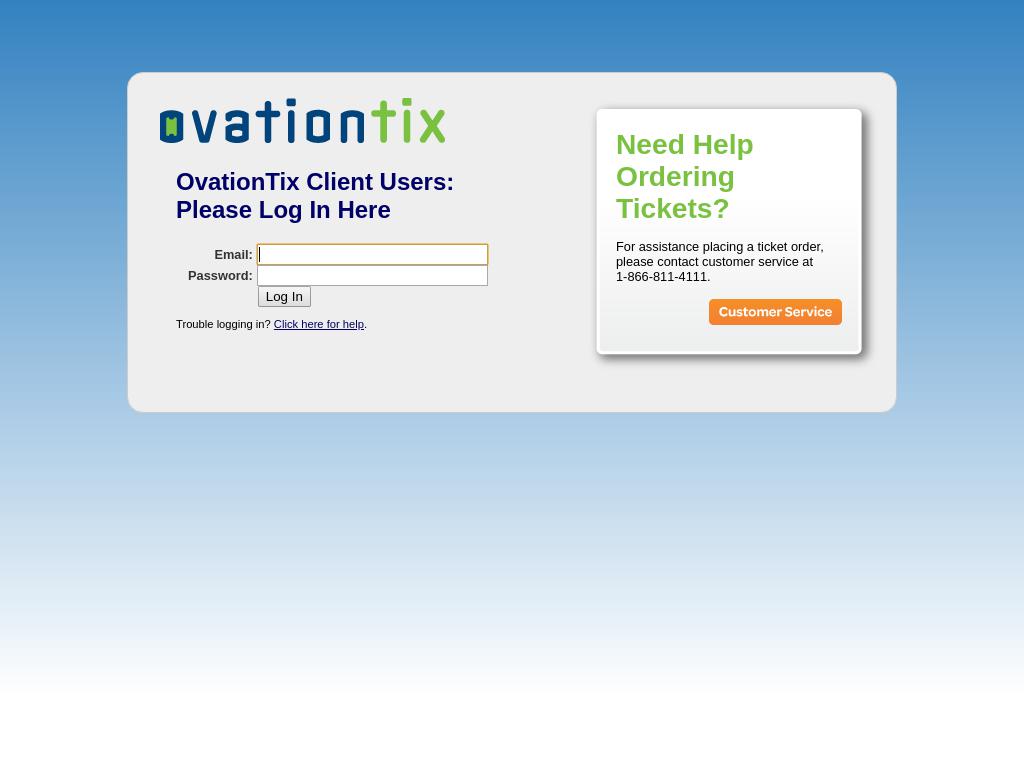 ovationtix
OvationTix Client Users:
Please Log In Here
Email:
Password:
Log In
Trouble logging in? Click here for help.
Need Help
Ordering
Tickets?
For assistance placing a ticket order,
please contact customer service at
1-866-811-4111.
Customer Service